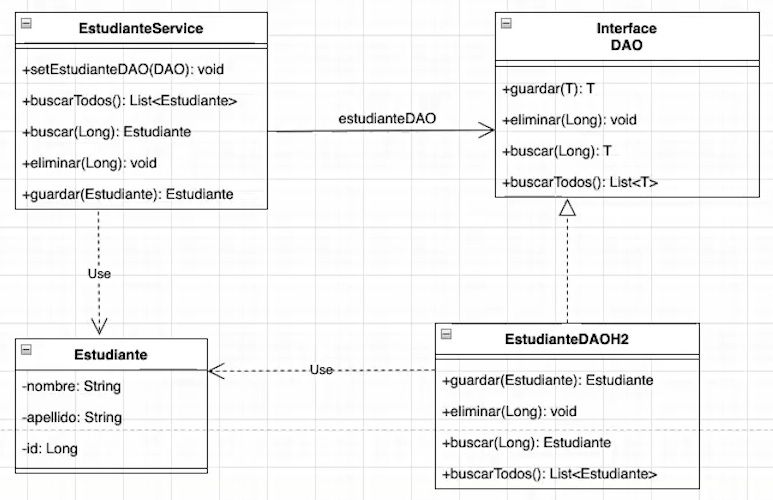 EstudianteService
+setEstudianteDAO(DAO): void
+buscarTodos(): List<Estudiante>
+buscar(Long): Estudiante
+eliminar(Long): void
+guardar(Estudiante): Estudiante
estudianteDAO
Interface
DAO
+guardar(T): T
+eliminar(Long): void
+buscar(Long): T
+buscarTodos(): List<T>
Use
Estudiante
-nombre: String
-apellido: String
-id: Long
Use
EstudianteDAOH2
+guardar(Estudiante): Estudiante
+eliminar(Long): void
+buscar(Long): Estudiante
+buscarTodos(): List<Estudiante>